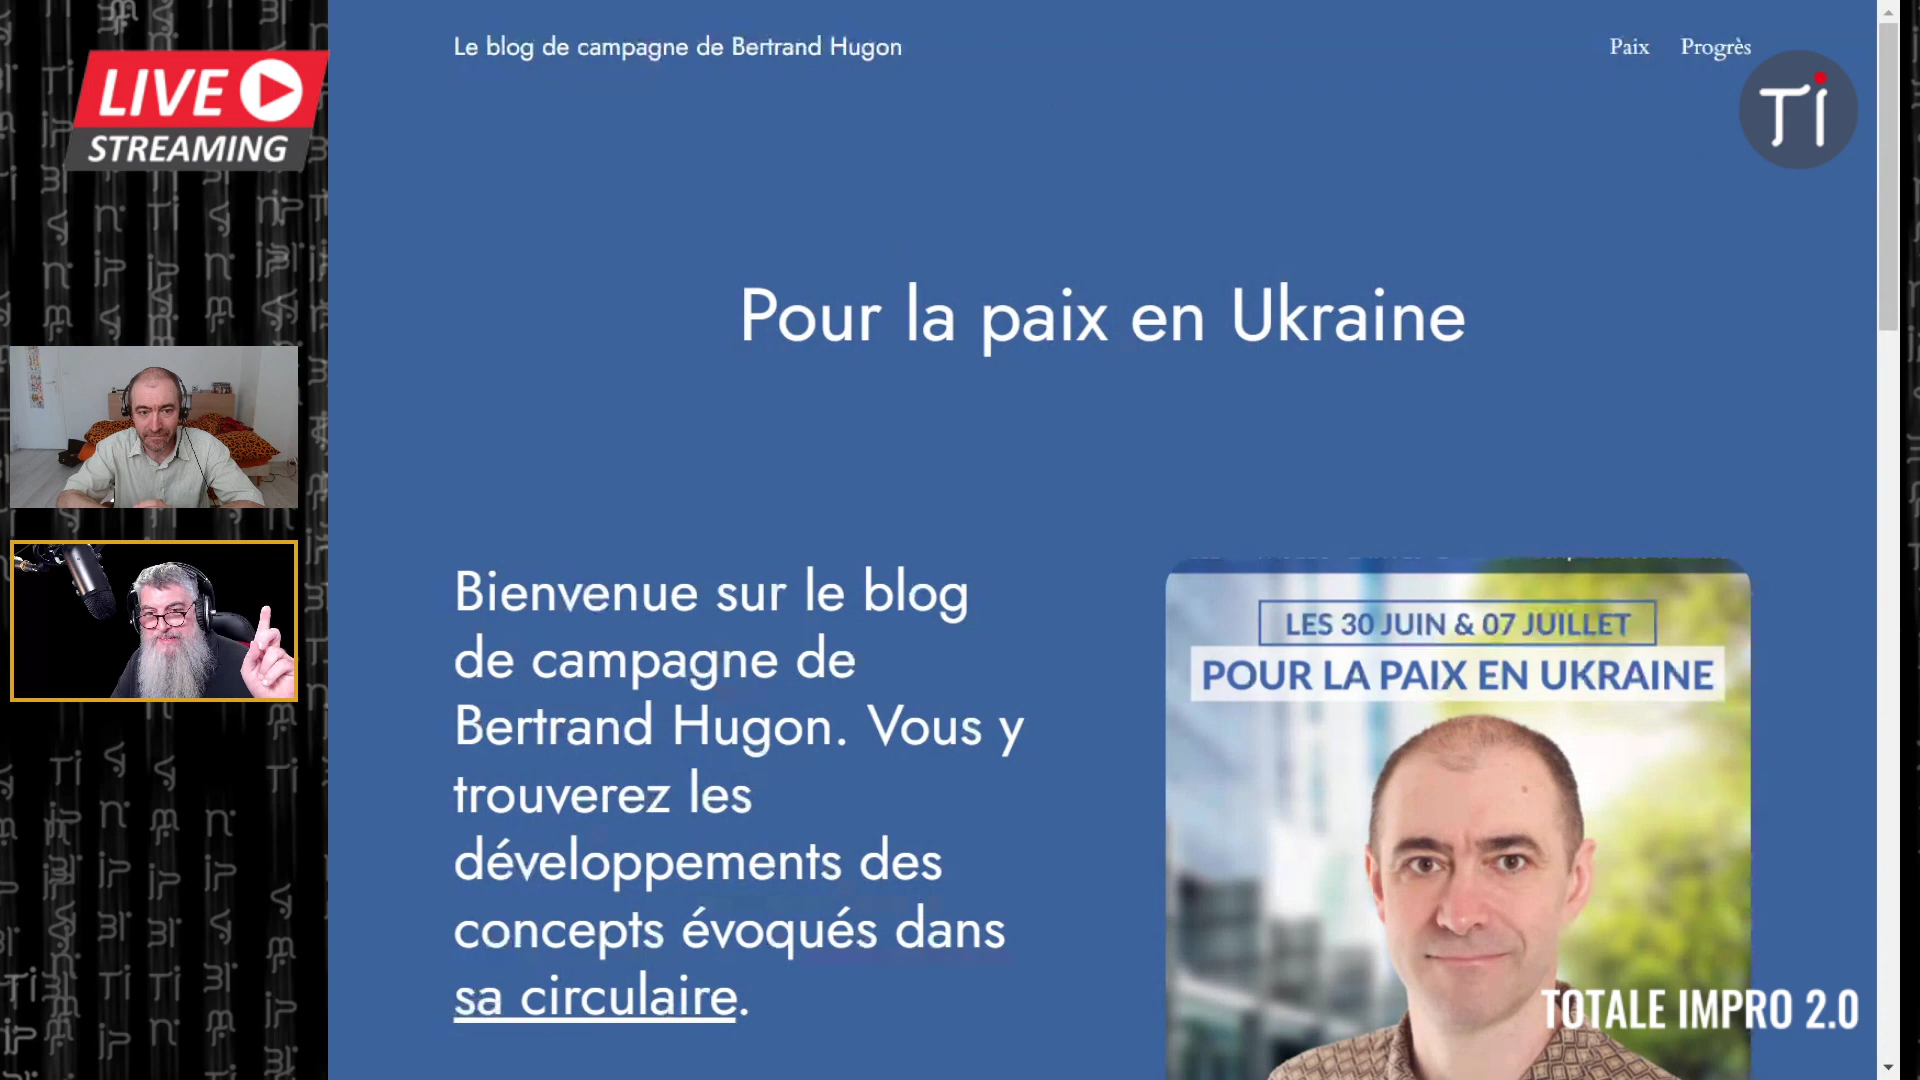 LIVE
STREAMING
Le blog de campagne de Bertrand Hugon
Paix Progrès
Ti
Pour la paix en Ukraine
Bienvenue sur le blog
de campagne de
Bertrand Hugon. Vous y
trouverez les
développements des
concepts évoqués dans
sa circulaire.
LES 30 JUIN & 07 JUILLET
POUR LA PAIX EN UKRAINE
TOTALE IMPRO 2.0